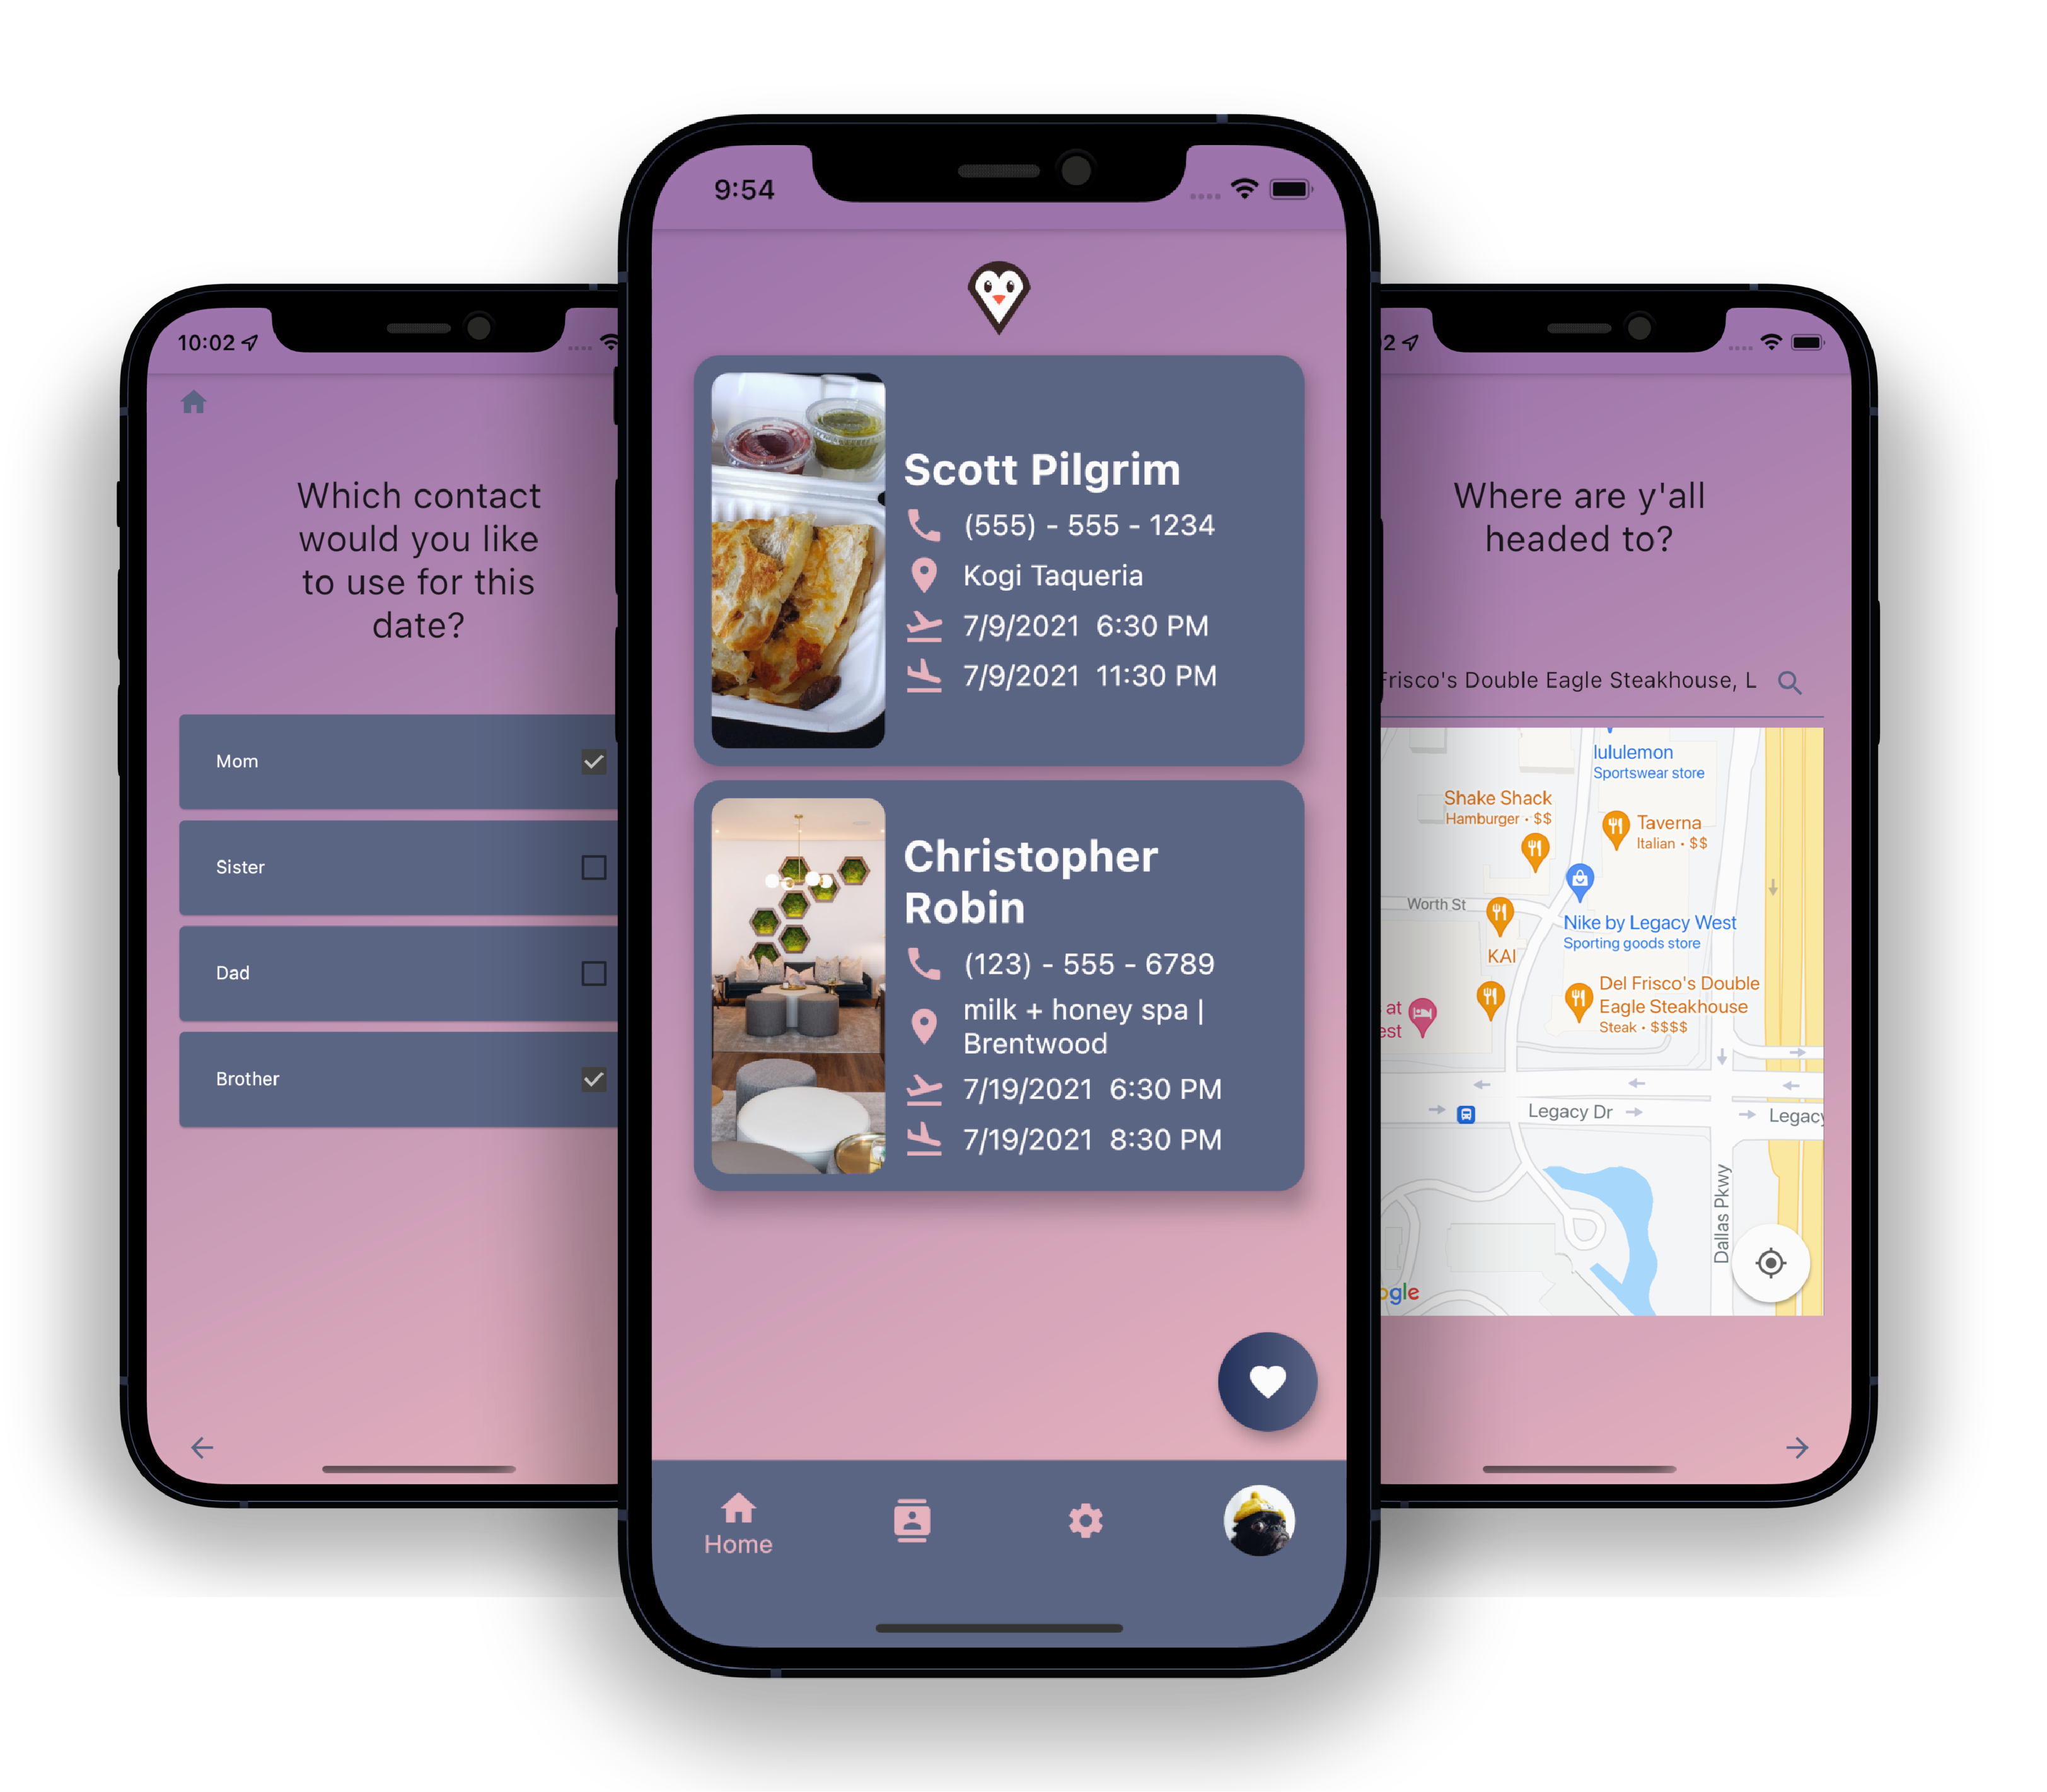 10:02
Which contact
would you like
to use for this
date?
Mom
Sister
Dad
Brother
9:54
Scott Pilgrim
(555) - 555 - 1234
Kogi Taqueria
7/9/2021 6:30 PM
7/9/2021 11:30 PM
Christopher
Robin
(123) - 555 - 6789
milk + honey spa |
Brentwood
7/19/2021 6:30 PM
7/19/2021 8:30 PM
Home
2
Where are y'all
headed to?
Frisco's Double Eagle Steakhouse, L
lululemon
Sportswear store
Shake Shack
Hamburger • $$
Taverna
Italian • $$
Worth St
Nike by Legacy West
Sporting goods store
KAI
Del Frisco's Double
Eagle Steakhouse
Steak • $$$$
at
est
Legacy Dr
Legacy
Dallas Pkwy
ogle